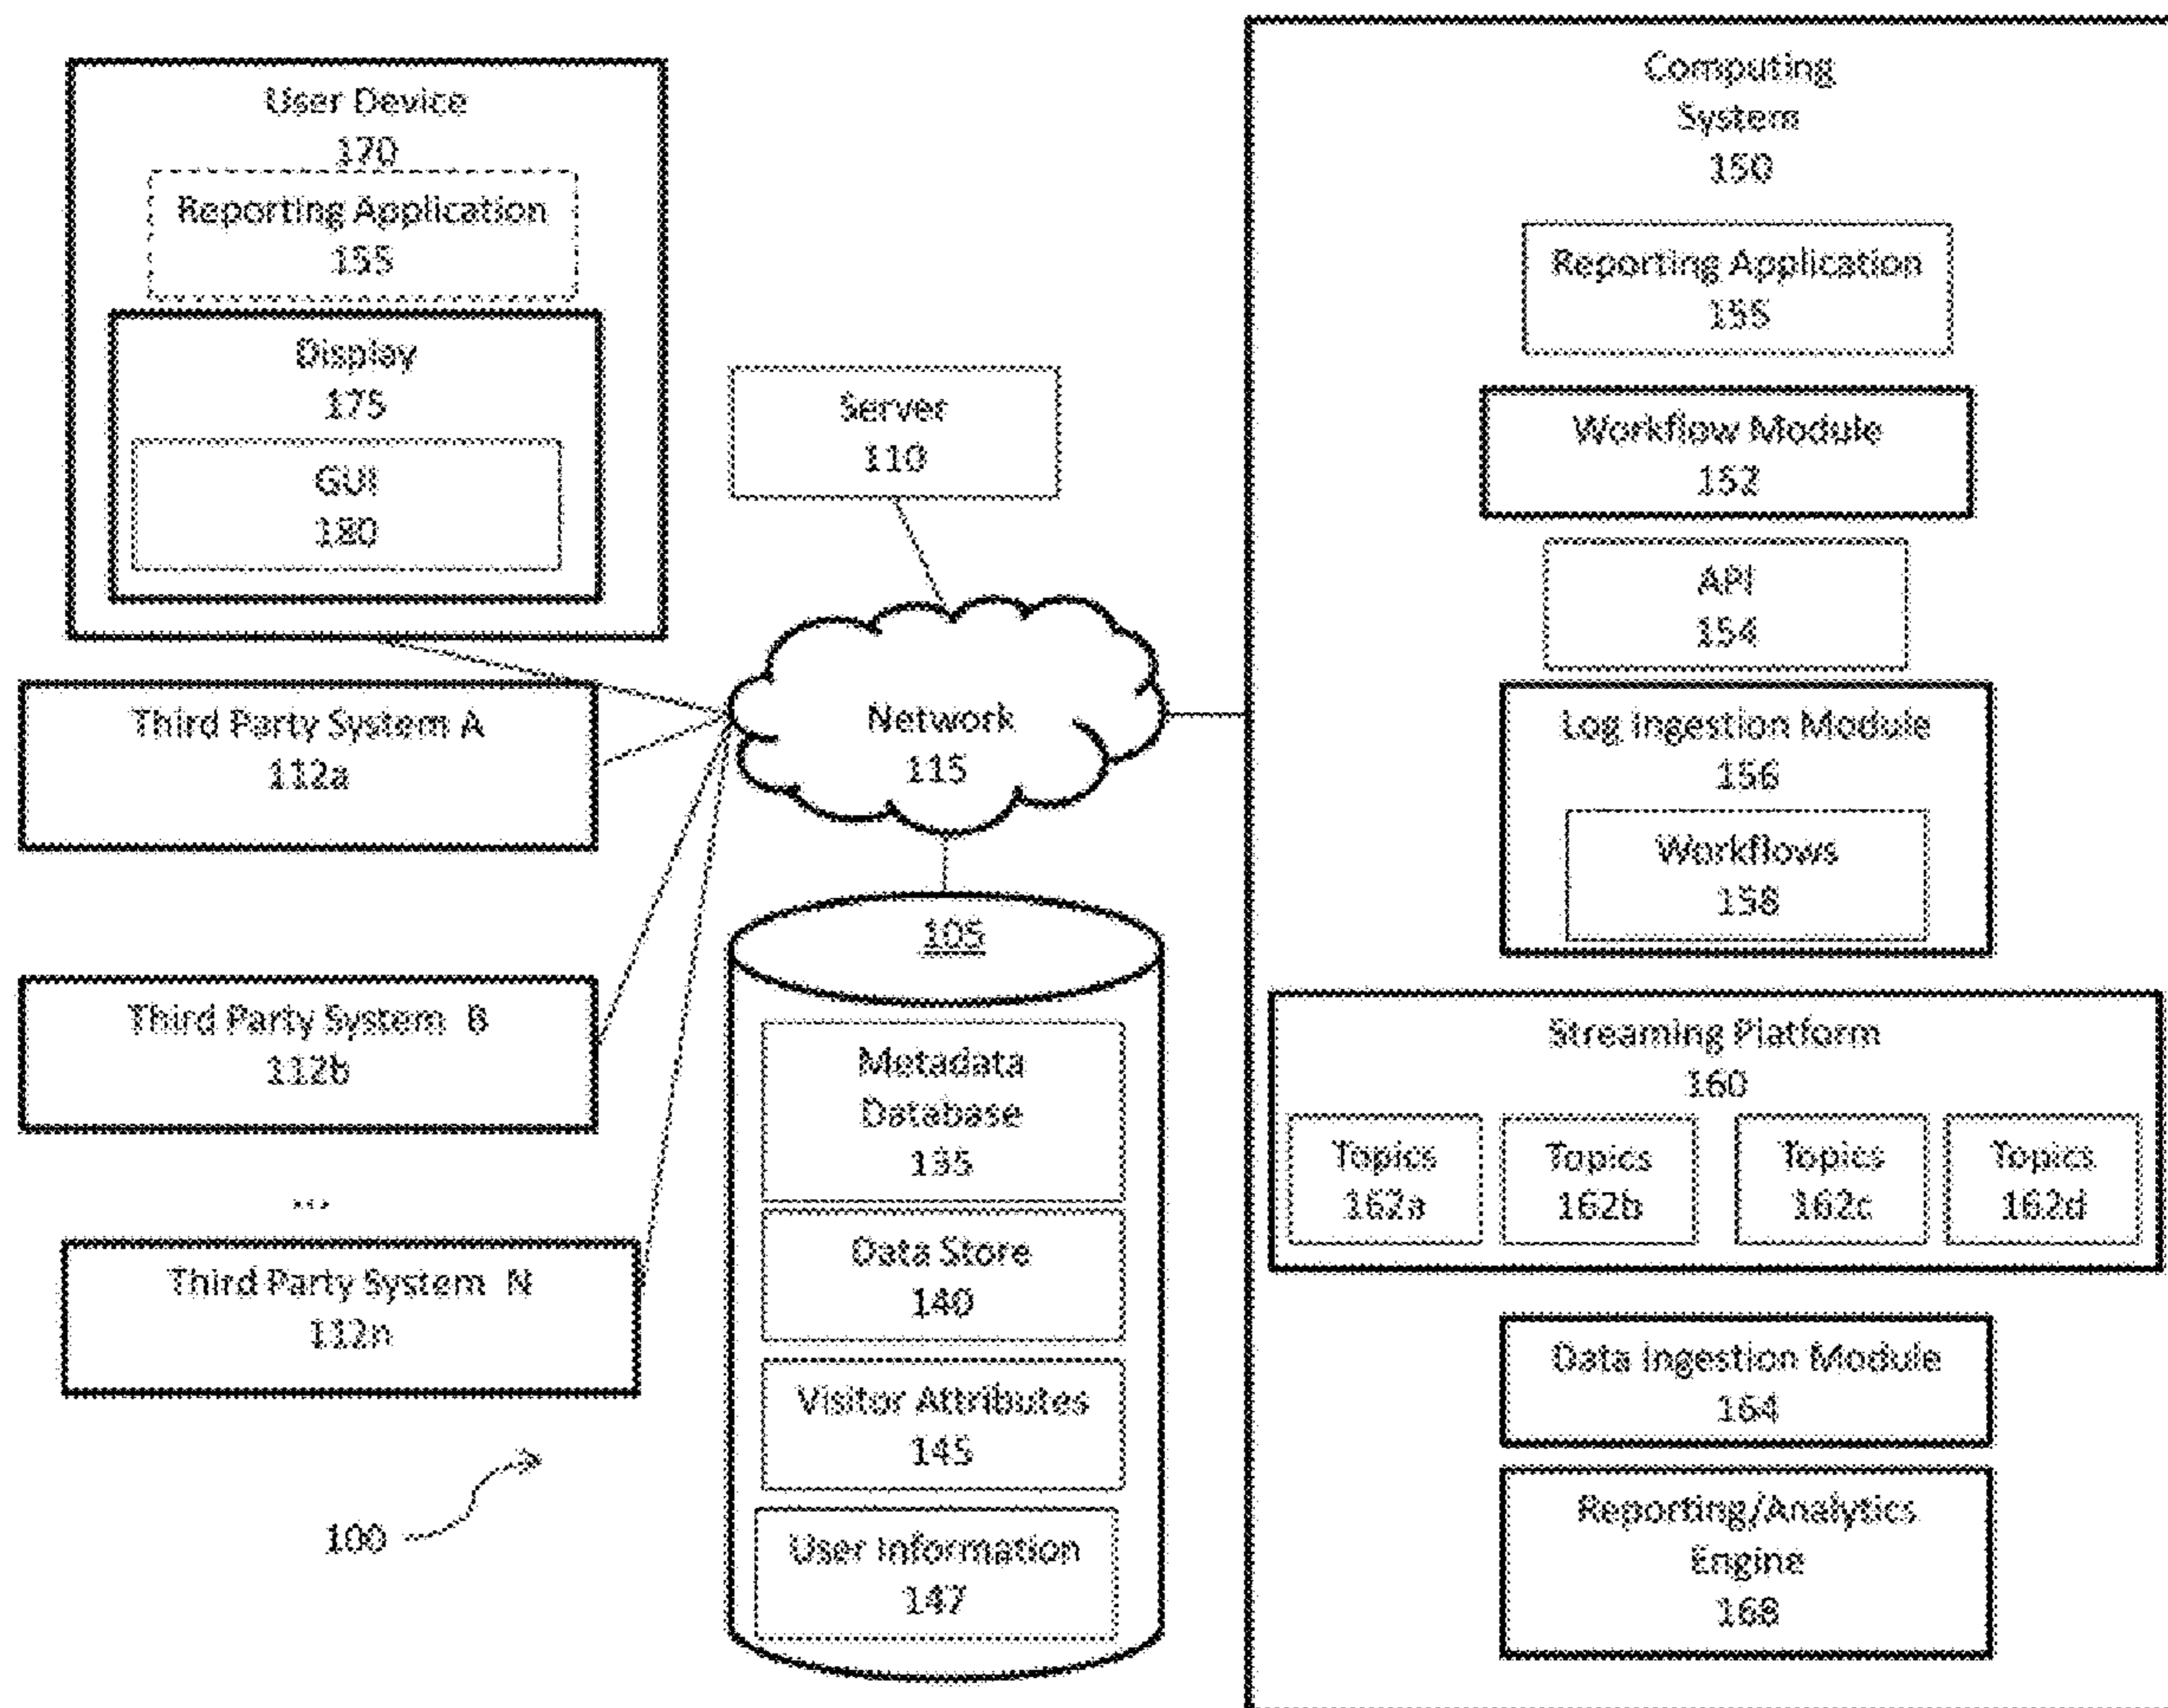 User Device
170
Reporting Application
155
Display
175
GUI
180
Third Party System A
112a
Third Party System B
112b
...
Third Party System N
112n
100
Server
110
Network
115
105
Metadata
Database
135
Data Store
140
Visitor Attributes
145
User Information
147
Computing
System
150
Reporting Application
155
Workflow Module
152
API
154
Log Ingestion Module
156
Workflows
158
Streaming Platform
160
Topics
162a
Topics
162b
Topics
162c
Topics
162d
Data Ingestion Module
164
Reporting/Analytics
Engine
168